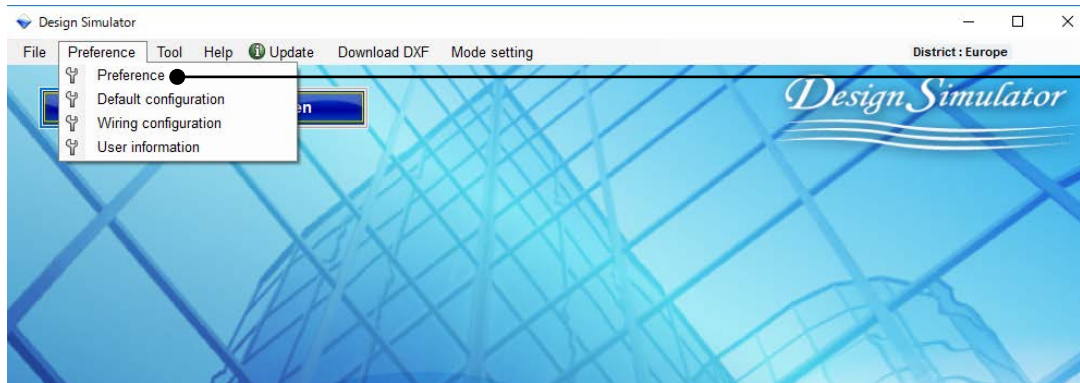 Design Simulator
File Preference Tool Help Update Download DXF Mode setting District : Europe
Preference
Default configuration
Wiring configuration
User information
Design Simulator